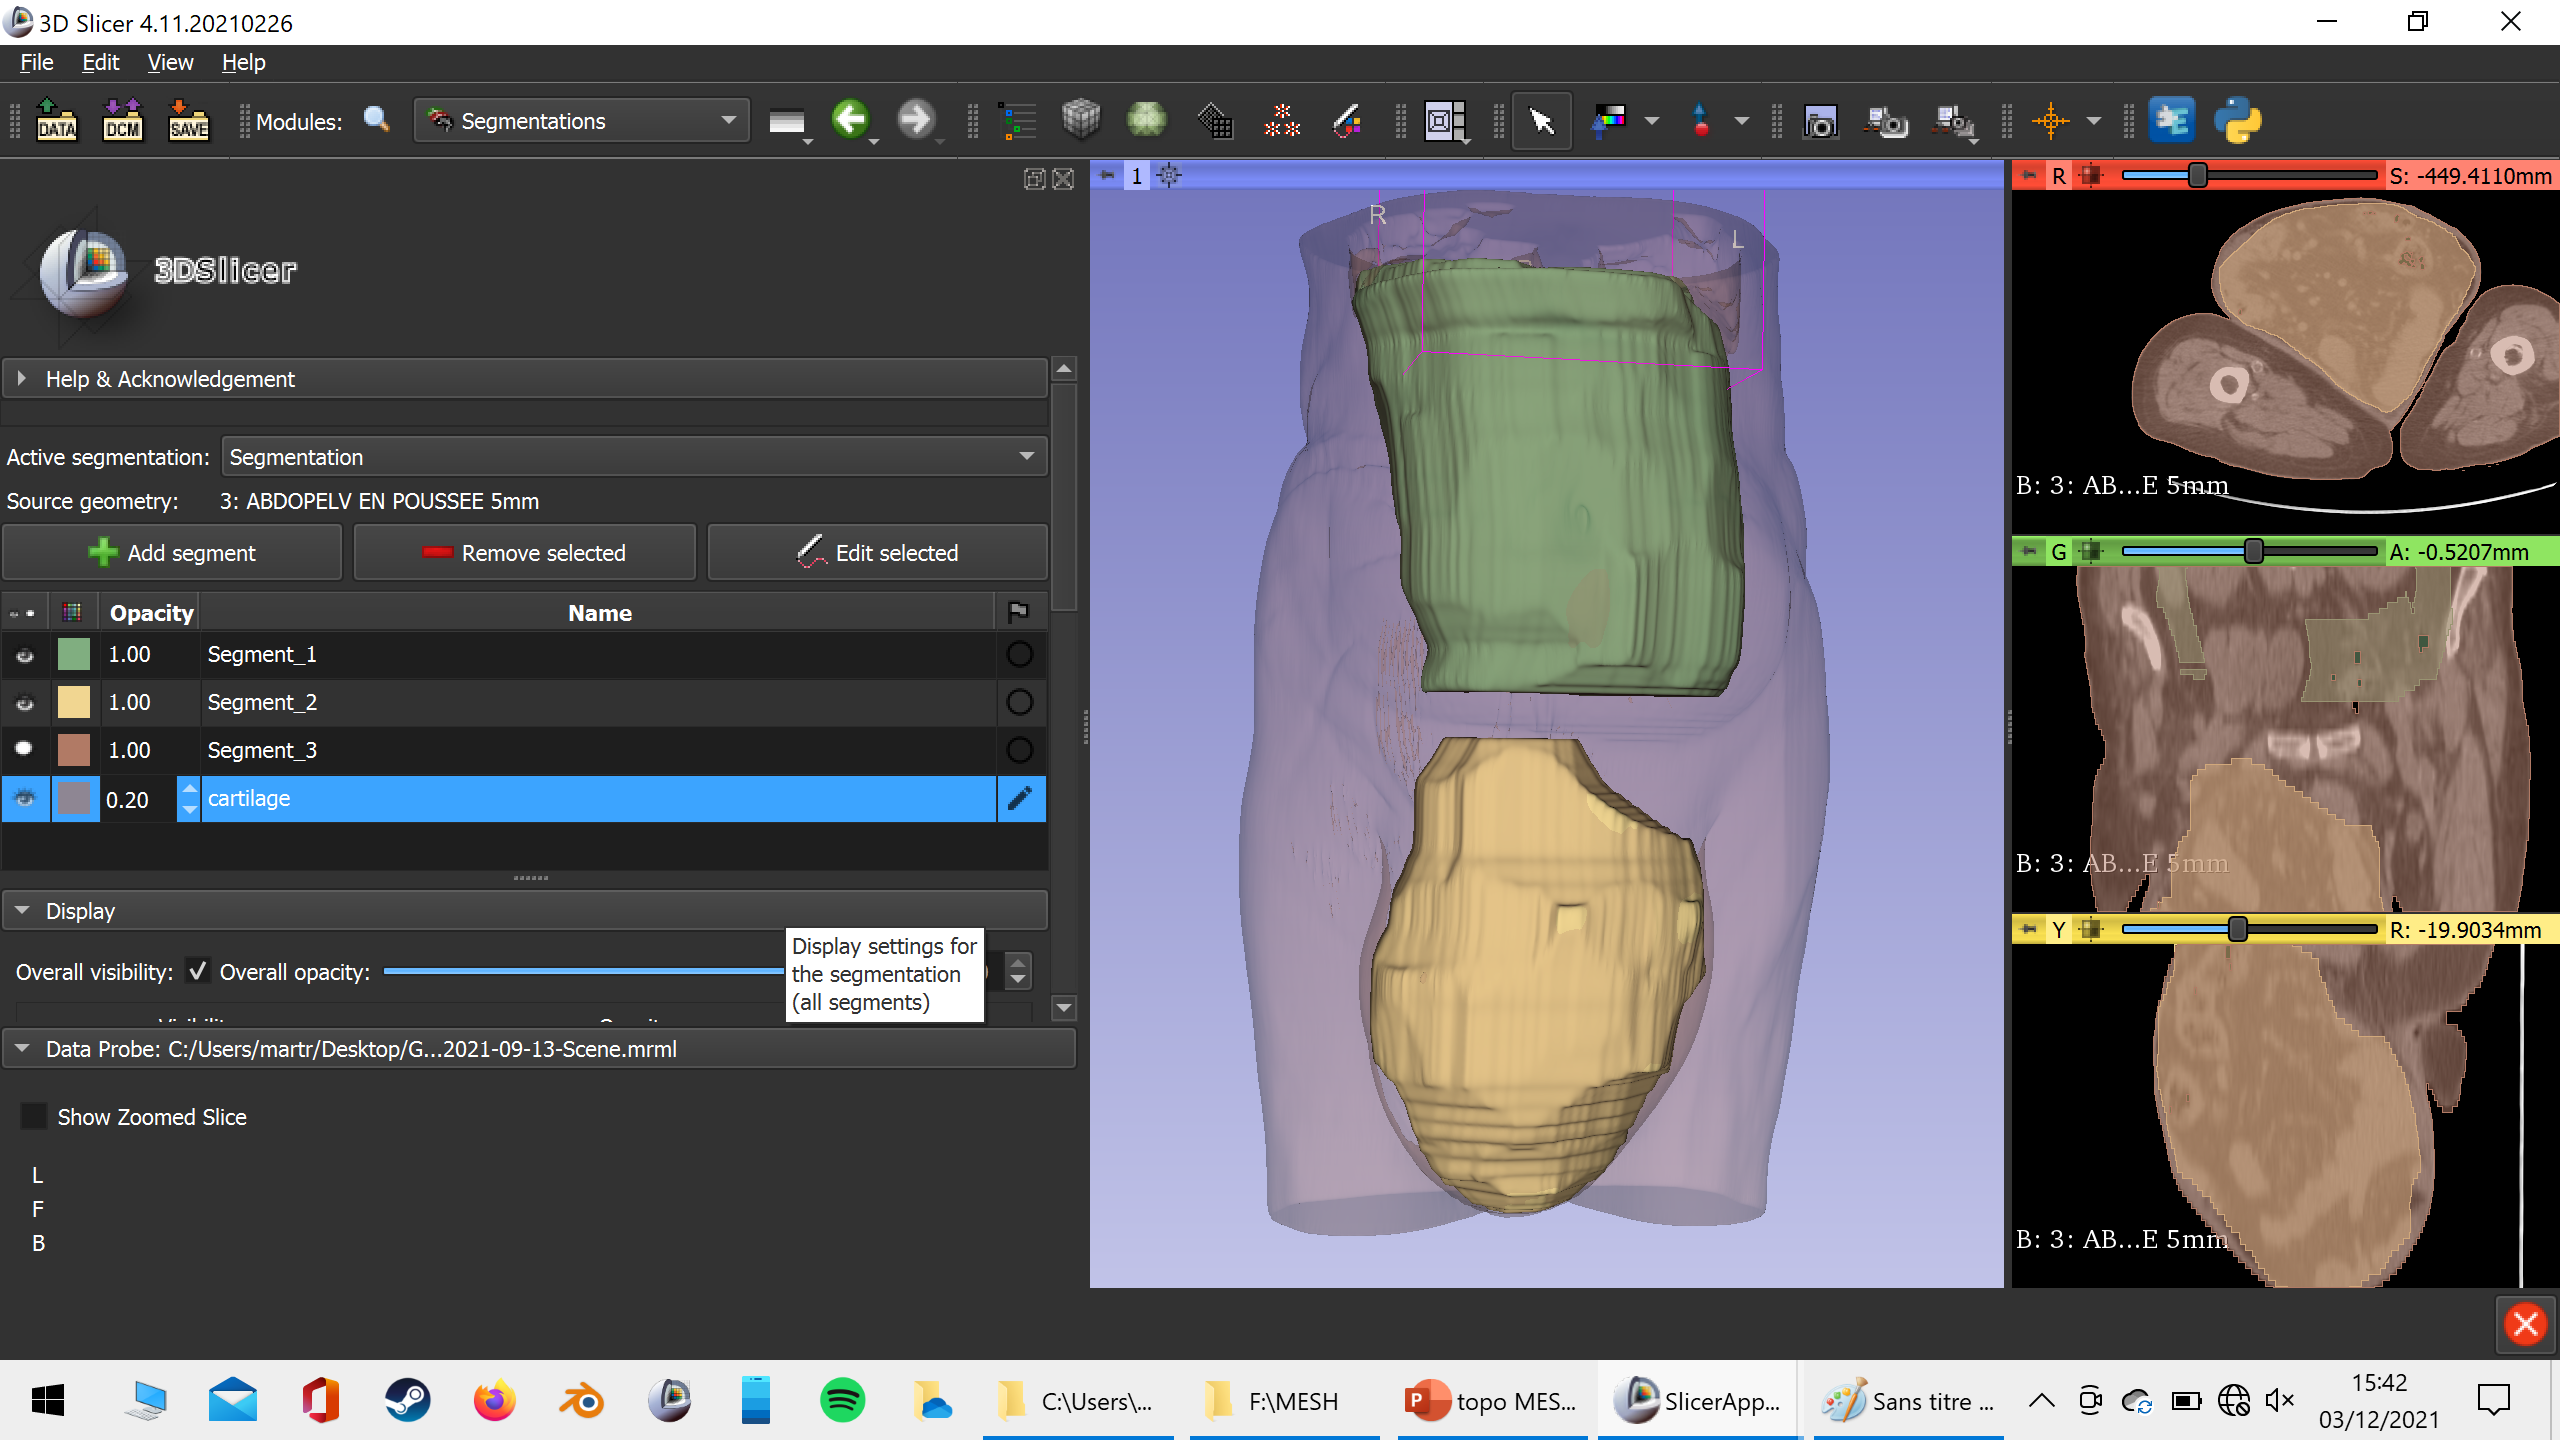 3D Slicer 4.11.20210226
File Edit View Help
DATA DCM SAVE Modules: Segmentations
3DSlicer
Help & Acknowledgement
Active segmentation: Segmentation
Source geometry: 3: ABDOPELV EN POUSSEE 5mm
Add segment Remove selected Edit selected
Opacity Name
1.00 Segment_1
1.00 Segment_2
1.00 Segment_3
0.20 cartilage
Display
Overall visibility: Overall opacity:
Display settings for
the segmentation
(all segments)
Data Probe: C:/Users/martr/Desktop/G...2021-09-13-Scene.mrml
Show Zoomed Slice
L
F
B
1
R
L
R S: -449.4110mm
B: 3: AB...E 5mm
G A: -0.5207mm
B: 3: AB...E 5mm
Y R: -19.9034mm
B: 3: AB...E 5mm
C:\Users\... F:\MESH topo MES... SlicerApp... Sans titre ...
15:42
03/12/2021